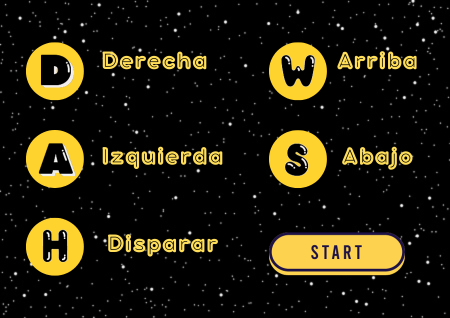 D Derecha
W Arriba
A Izquierda
S Abajo
H Disparar
START